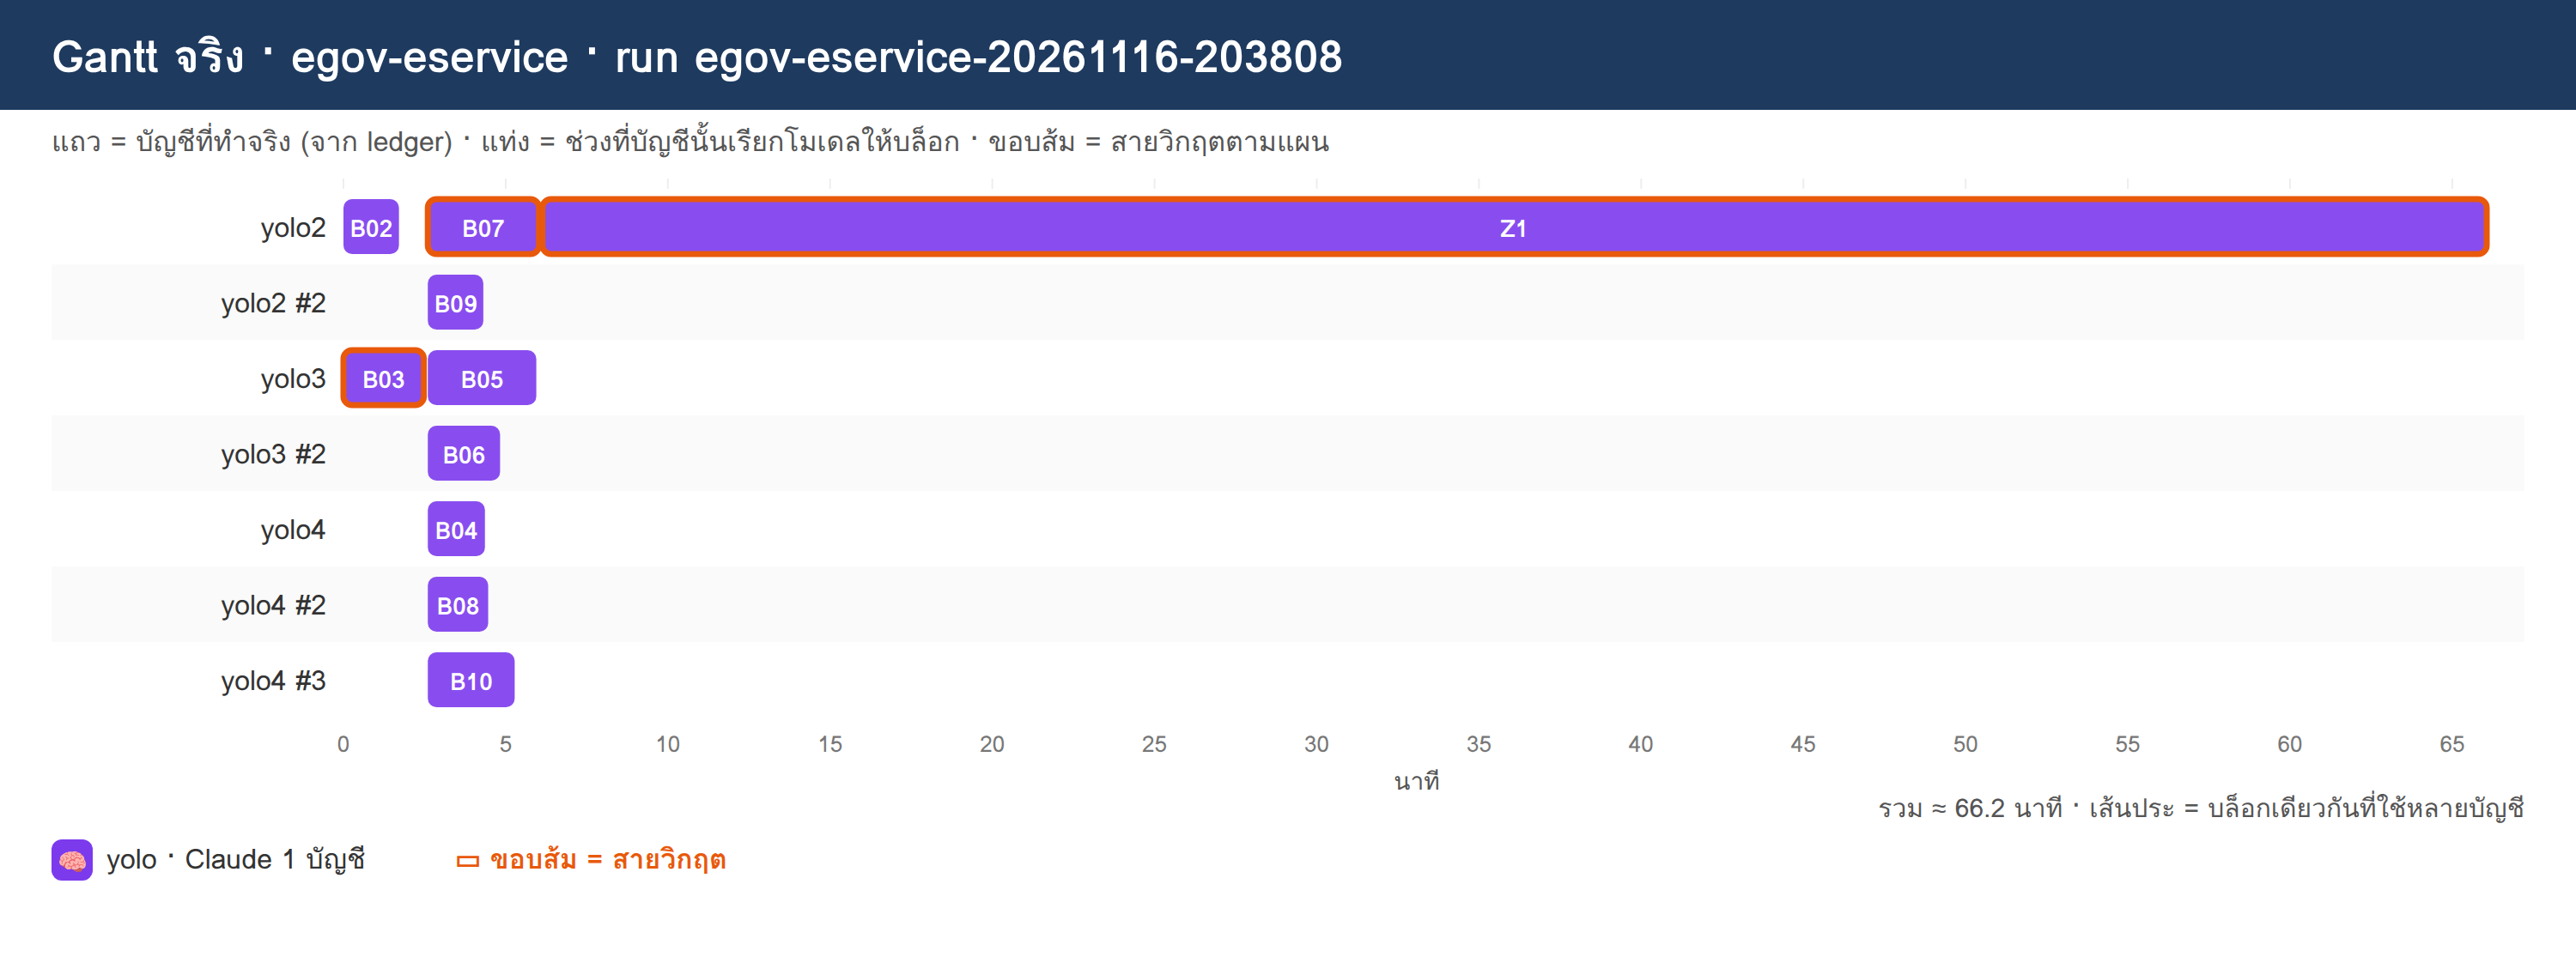 Gantt จริง · egov-eservice · run egov-eservice-20261116-203808
แถว = บัญชีที่ทำจริง (จาก ledger) · แท่ง = ช่วงที่บัญชีนั้นเรียกโมเดลให้บล็อก · ขอบส้ม = สายวิกฤตตามแผน
yolo2 B02 B07 Z1
yolo2 #2 B09
yolo3 B03 B05
yolo3 #2 B06
yolo4 B04
yolo4 #2 B08
yolo4 #3 B10
0 5 10 15 20 25 30 35 40 45 50 55 60 65
นาที
รวม ≈ 66.2 นาที · เส้นประ = บล็อกเดียวกันที่ใช้หลายบัญชี
yolo · Claude 1 บัญชี ▭ ขอบส้ม = สายวิกฤต